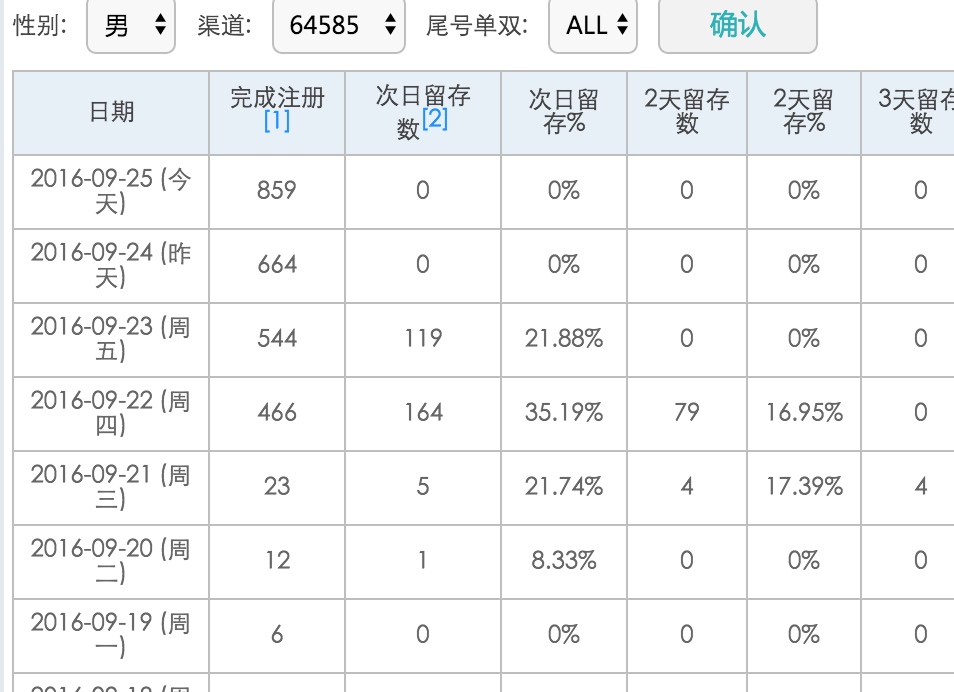 性别: 男 渠道: 64585 尾号单双: ALL 确认
日期 完成注册[1] 次日留存数[2] 次日留存% 2天留存数 2天留存% 3天留存数
2016-09-25 (今天) 859 0 0% 0 0% 0
2016-09-24 (昨天) 664 0 0% 0 0% 0
2016-09-23 (周五) 544 119 21.88% 0 0% 0
2016-09-22 (周四) 466 164 35.19% 79 16.95% 0
2016-09-21 (周三) 23 5 21.74% 4 17.39% 4
2016-09-20 (周二) 12 1 8.33% 0 0% 0
2016-09-19 (周一) 6 0 0% 0 0% 0